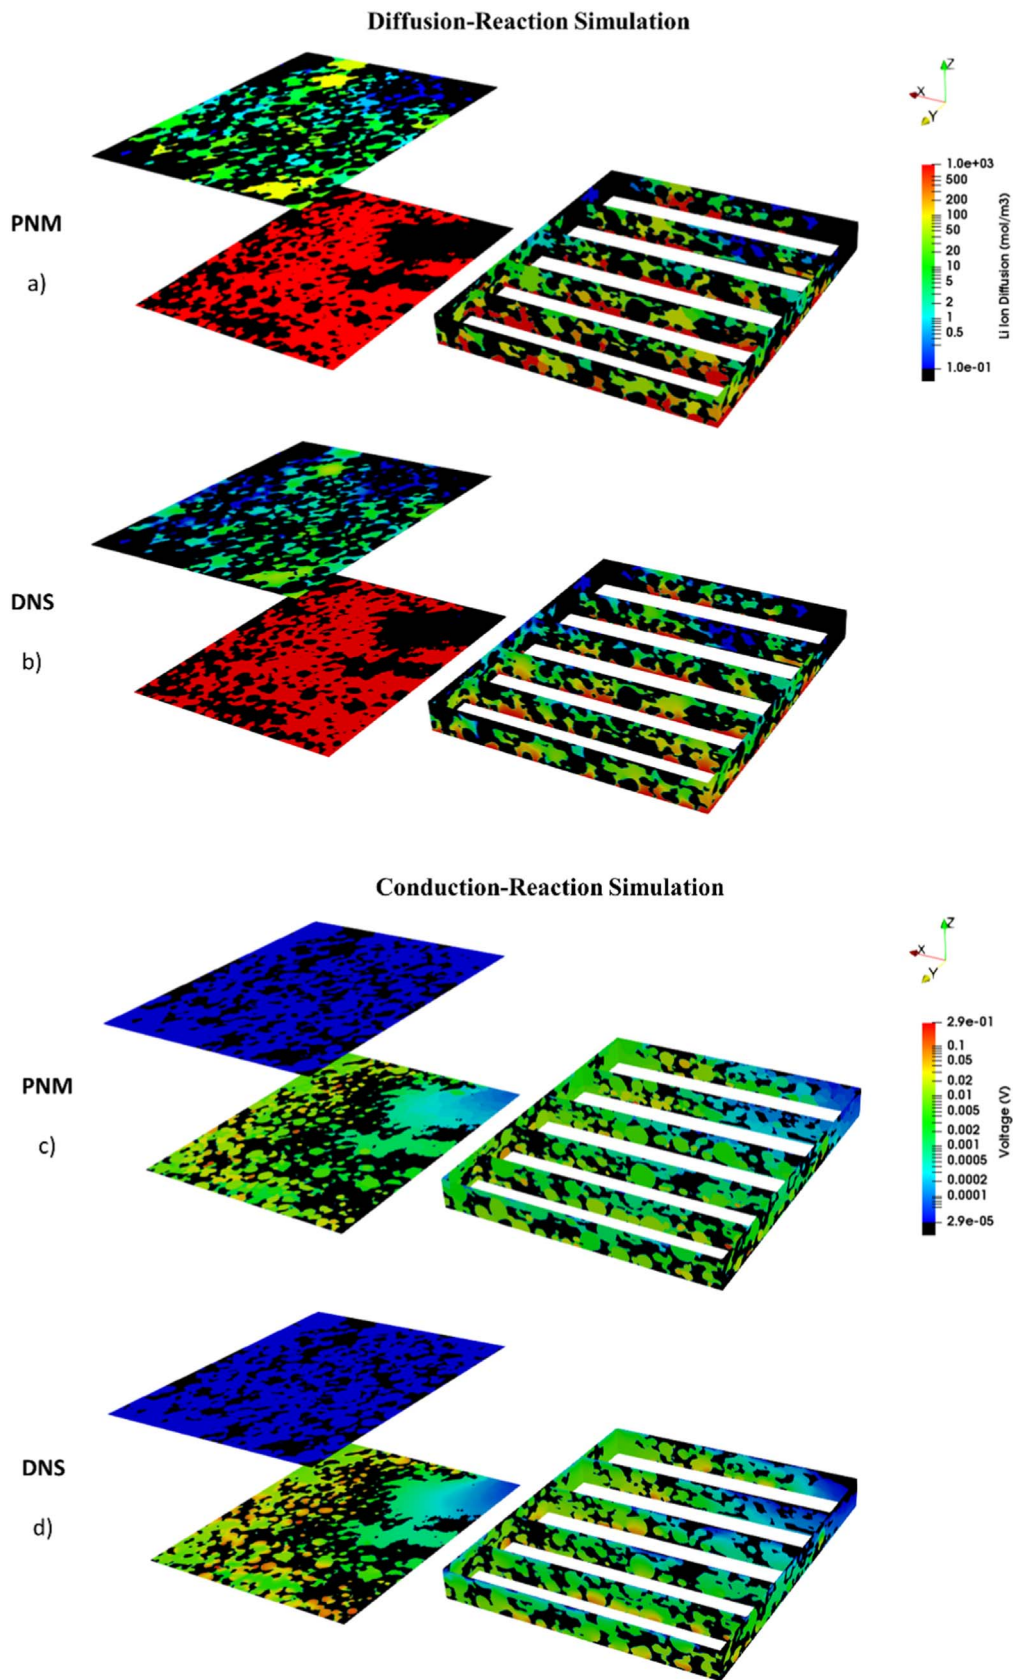 Diffusion-Reaction Simulation
Z
X
Y
1.0e+03
500
200
100
50
20
10
5
2
1
0.5
1.0e-01
Li Ion Diffusion (mol/m3)
PNM
a)
DNS
b)
Conduction-Reaction Simulation
Z
X
Y
2.9e-01
0.1
0.05
0.02
0.01
0.005
0.002
0.001
0.0005
0.0002
0.0001
2.9e-05
Voltage (V)
PNM
c)
DNS
d)